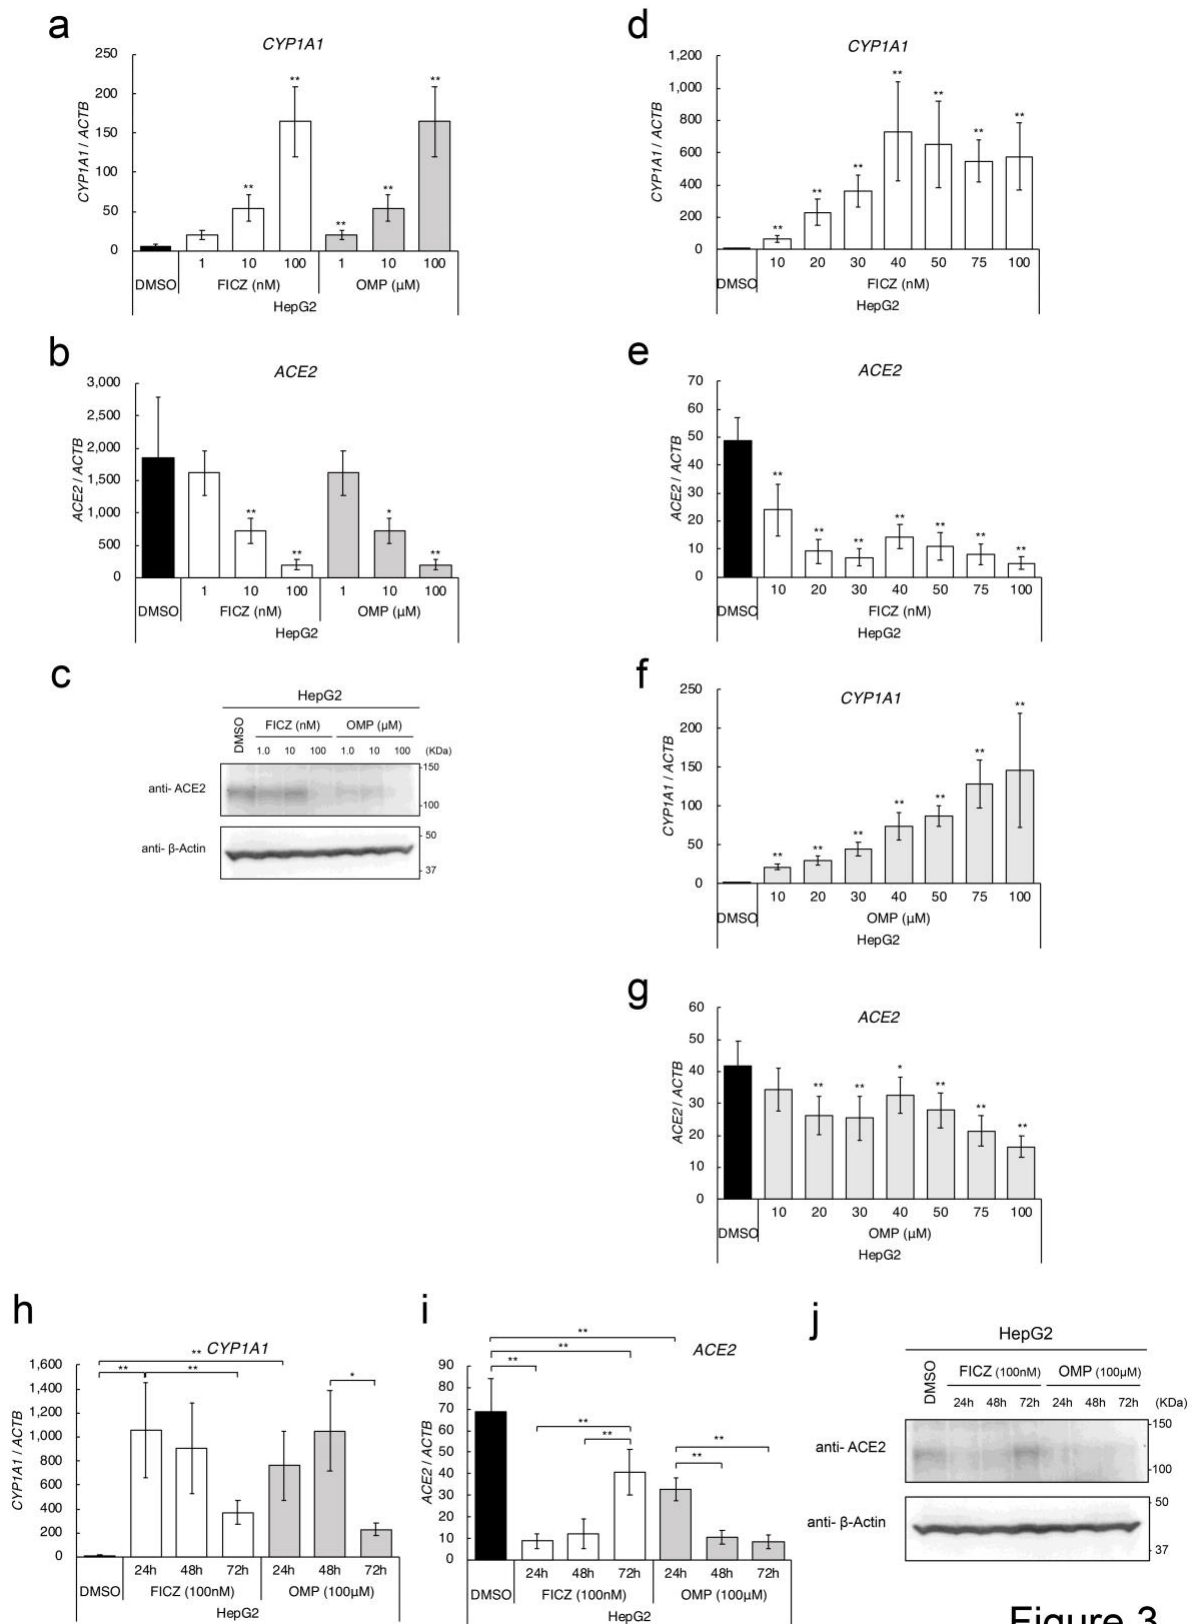 a
CYP1A1
250
200
150
100
50
0
CYP1A1 / ACTB
** ** ** ** **
1 10 100 1 10 100
DMSO FICZ (nM) OMP (µM)
HepG2
d
CYP1A1
1,200
1,000
800
600
400
200
0
CYP1A1 / ACTB
** ** ** ** ** ** **
10 20 30 40 50 75 100
DMSO FICZ (nM)
HepG2
b
ACE2
3,000
2,500
2,000
1,500
1,000
500
0
ACE2 / ACTB
** ** * **
1 10 100 1 10 100
DMSO FICZ (nM) OMP (µM)
HepG2
e
ACE2
70
60
50
40
30
20
10
0
ACE2 / ACTB
** ** ** ** ** ** **
10 20 30 40 50 75 100
DMSO FICZ (nM)
HepG2
c
HepG2
DMSO FICZ (nM) OMP (µM)
1.0 10 100 1.0 10 100 (KDa)
150
anti- ACE2
100
50
anti- β-Actin
37
f
CYP1A1
250
200
150
100
50
0
CYP1A1 / ACTB
** ** ** ** ** ** **
10 20 30 40 50 75 100
DMSO OMP (µM)
HepG2
g
ACE2
60
50
40
30
20
10
0
ACE2 / ACTB
** ** * ** ** **
10 20 30 40 50 75 100
DMSO OMP (µM)
HepG2
h
CYP1A1
1,600
1,400
1,200
1,000
800
600
400
200
0
CYP1A1 / ACTB
**
** **
*
24h 48h 72h 24h 48h 72h
DMSO FICZ (100nM) OMP (100µM)
HepG2
i
ACE2
90
80
70
60
50
40
30
20
10
0
ACE2 / ACTB
**
**
**
**
**
**
**
24h 48h 72h 24h 48h 72h
DMSO FICZ (100nM) OMP (100µM)
HepG2
j
HepG2
DMSO FICZ (100nM) OMP (100µM)
24h 48h 72h 24h 48h 72h (KDa)
150
anti- ACE2
100
50
anti- β-Actin
37
Figure 3